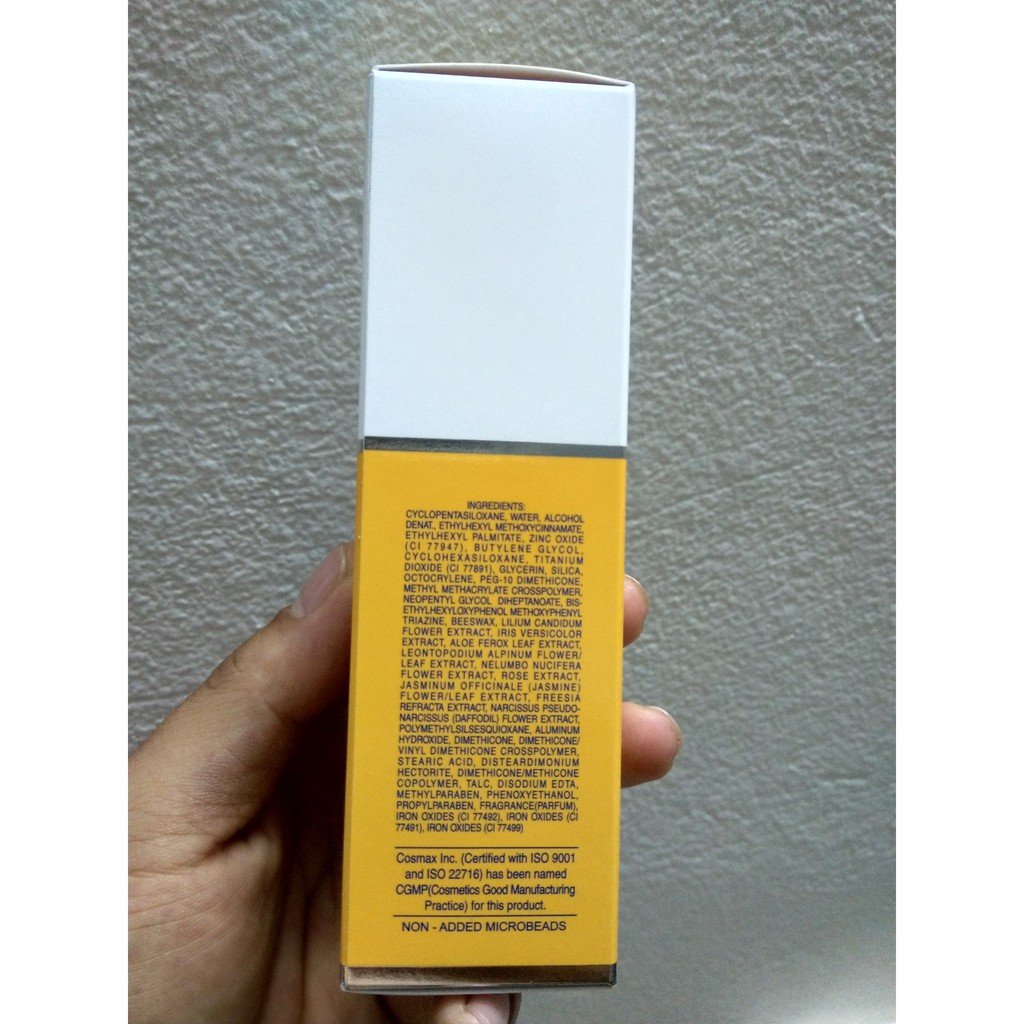 INGREDIENTS:
CYCLOPENTASILOXANE, WATER, ALCOHOL
DENAT., ETHYLHEXYL METHOXYCINNAMATE,
ETHYLHEXYL PALMITATE, ZINC OXIDE
(CI 77947), BUTYLENE GLYCOL,
CYCLOHEXASILOXANE, TITANIUM
DIOXIDE (CI 77891), GLYCERIN, SILICA,
OCTOCRYLENE, PEG-10 DIMETHICONE,
METHYL METHACRYLATE CROSSPOLYMER,
NEOPENTYL GLYCOL DIHEPTANOATE, BIS-
ETHYLHEXYLOXYPHENOL METHOXYPHENYL
TRIAZINE, BEESWAX, LILIUM CANDIDUM
FLOWER EXTRACT, IRIS VERSICOLOR
EXTRACT, ALOE FEROX LEAF EXTRACT,
LEONTOPODIUM ALPINUM FLOWER/
LEAF EXTRACT, NELUMBO NUCIFERA
FLOWER EXTRACT, ROSE EXTRACT,
JASMINUM OFFICINALE (JASMINE)
FLOWER/LEAF EXTRACT, FREESIA
REFRACTA EXTRACT, NARCISSUS PSEUDO-
NARCISSUS (DAFFODIL) FLOWER EXTRACT,
POLYMETHYLSILSESQUIOXANE, ALUMINUM
HYDROXIDE, DIMETHICONE, DIMETHICONE/
VINYL DIMETHICONE CROSSPOLYMER,
STEARIC ACID, DISTEARDIMONIUM
HECTORITE, DIMETHICONE/METHICONE
COPOLYMER, TALC, DISODIUM EDTA,
METHYLPARABEN, PHENOXYETHANOL,
PROPYLPARABEN, FRAGRANCE(PARFUM),
IRON OXIDES (CI 77492), IRON OXIDES (CI
77491), IRON OXIDES (CI 77499)
Cosmax Inc. (Certified with ISO 9001
and ISO 22716) has been named
CGMP(Cosmetics Good Manufacturing
Practice) for this product.
NON - ADDED MICROBEADS